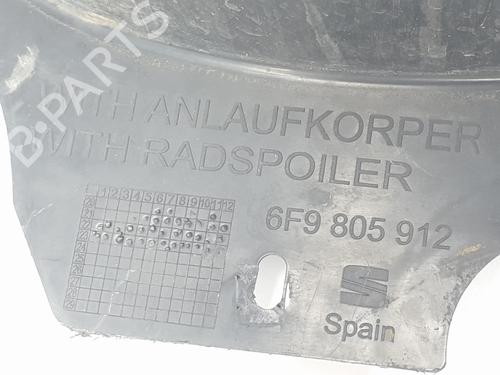 WITH ANLAUFKORPER
WITH RADSPOILER
1 2 3 4 5 6 7 8 9 10 11 12
6F9 805 912
Spain
B-PARTS
B-PARTS